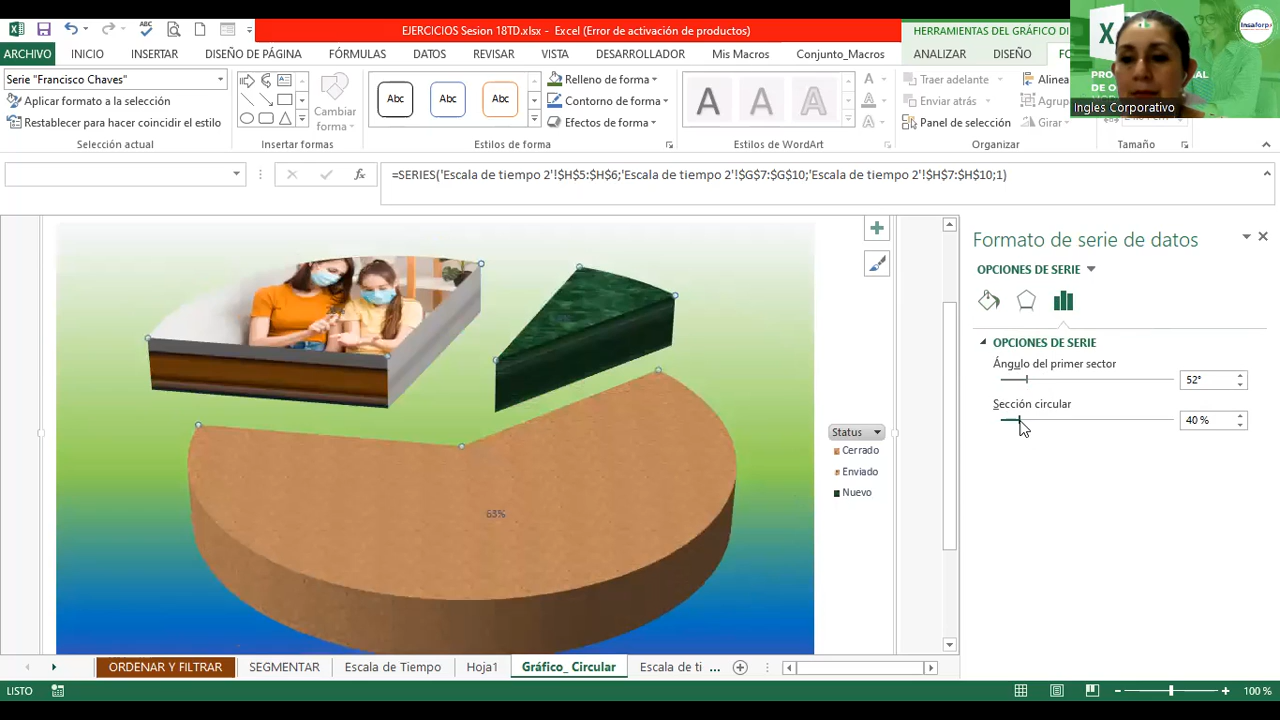 EJERCICIOS Sesion 18TD.xlsx - Excel (Error de activación de productos)
HERRAMIENTAS DEL GRÁFICO DI
ARCHIVO INICIO INSERTAR DISEÑO DE PÁGINA FÓRMULAS DATOS REVISAR VISTA DESARROLLADOR Mis Macros Conjunto_Macros ANALIZAR DISEÑO FO
Insaforp
Ingles Corporativo
Serie "Francisco Chaves"
Aplicar formato a la selección
Restablecer para hacer coincidir el estilo
Selección actual
Cambiar forma
Insertar formas
Abc Abc Abc
Relleno de forma
Contorno de forma
Efectos de forma
Estilos de forma
A A A
Estilos de WordArt
Traer adelante
Enviar atrás
Panel de selección
Alinea
Agrup
Girar
Organizar
Tamaño
=SERIES('Escala de tiempo 2'!$H$5:$H$6;'Escala de tiempo 2'!$G$7:$G$10;'Escala de tiempo 2'!$H$7:$H$10;1)
63%
Status
Cerrado
Enviado
Nuevo
Formato de serie de datos
OPCIONES DE SERIE
OPCIONES DE SERIE
Ángulo del primer sector
52°
Sección circular
40 %
ORDENAR Y FILTRAR SEGMENTAR Escala de Tiempo Hoja1 Gráfico_ Circular Escala de ti ...
LISTO
100 %